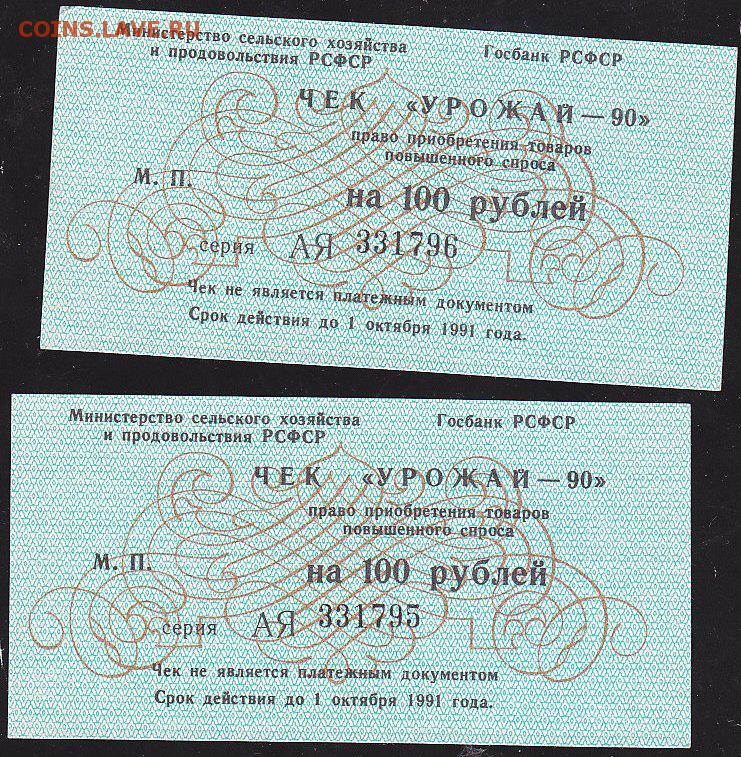 COINS.LAVE.RU
Министерство сельского хозяйства
и продовольствия РСФСР
Госбанк РСФСР
ЧЕК «УРОЖАЙ—90»
право приобретения товаров
повышенного спроса
М. П.
на 100 рублей
серия АЯ 331796
Чек не является платежным документом
Срок действия до 1 октября 1991 года.
Министерство сельского хозяйства
и продовольствия РСФСР
Госбанк РСФСР
ЧЕК «УРОЖАЙ—90»
право приобретения товаров
повышенного спроса
М. П.
на 100 рублей
серия АЯ 331795
Чек не является платежным документом
Срок действия до 1 октября 1991 года.